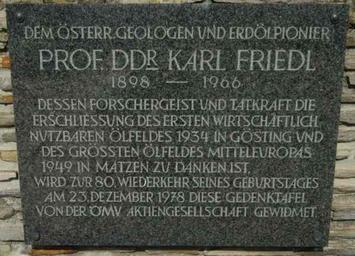 DEM ÖSTERR. GEOLOGEN UND ERDÖLPIONIER
PROF. DDR. KARL FRIEDL
1898 — 1966
DESSEN FORSCHERGEIST UND TATKRAFT DIE
ERSCHLIESSUNG DES ERSTEN WIRTSCHAFTLICH
NUTZBAREN ÖLFELDES 1934 IN GÖSTING UND
DES GRÖSSTEN ÖLFELDES MITTELEUROPAS
1949 IN MATZEN ZU DANKEN IST.
WIRD ZUR 80. WIEDERKEHR SEINES GEBURTSTAGES
AM 23. DEZEMBER 1978 DIESE GEDENKTAFEL
VON DER ÖMV AKTIENGESELLSCHAFT GEWIDMET.